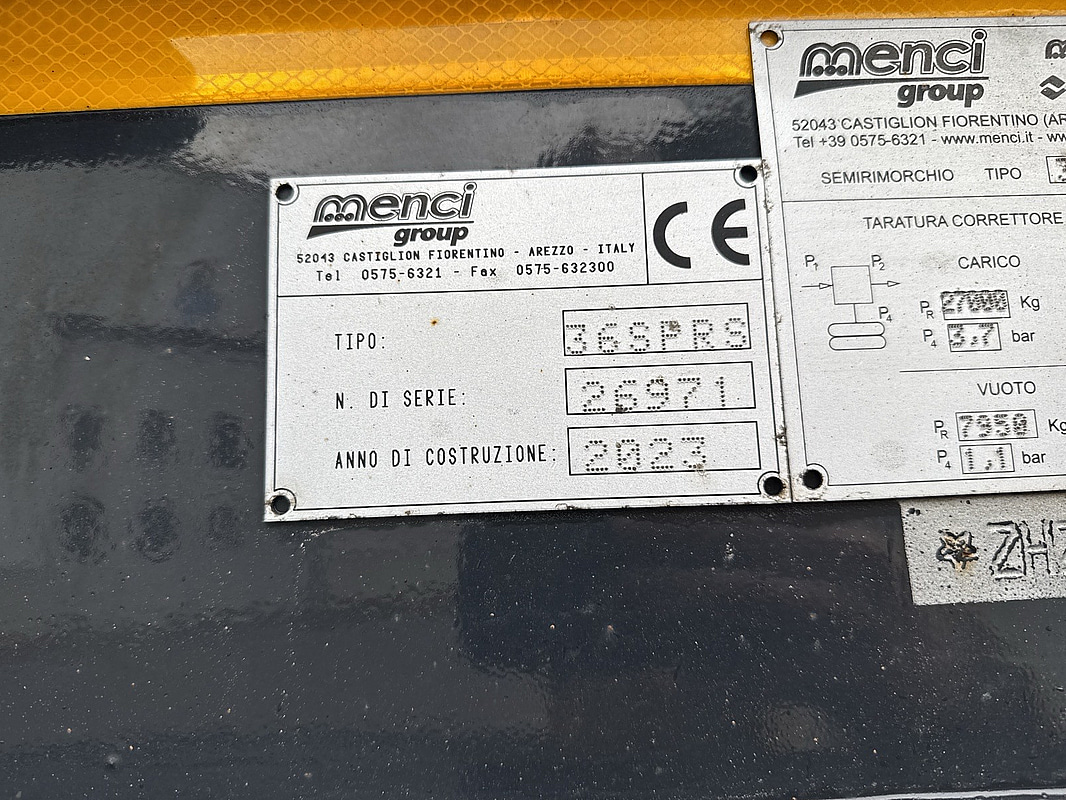 menci
group
52043 CASTIGLION FIORENTINO - AREZZO - ITALY
Tel 0575-6321 - Fax 0575-632300
CE
TIPO: 36SPRS
N. DI SERIE: 26971
ANNO DI COSTRUZIONE: 2023
menci
group
52043 CASTIGLION FIORENTINO (AR
Tel +39 0575-6321 - www.menci.it - ww
SEMIRIMORCHIO TIPO
TARATURA CORRETTORE
P1 P2 CARICO
PR 27000 Kg
P4
P4 3.7 bar
VUOTO
PR 7950 Kg
P4 1,1 bar
ZHZ